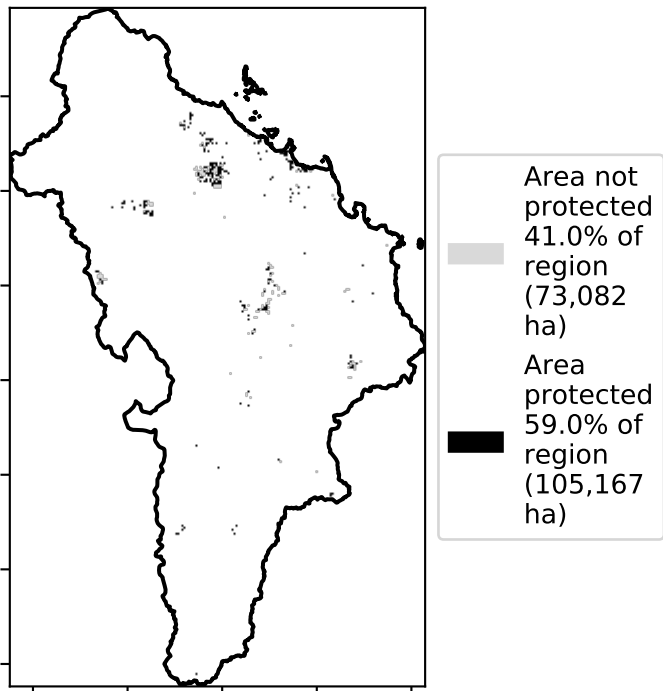 Area not
protected
41.0% of
region
(73,082
ha)
Area
protected
59.0% of
region
(105,167
ha)